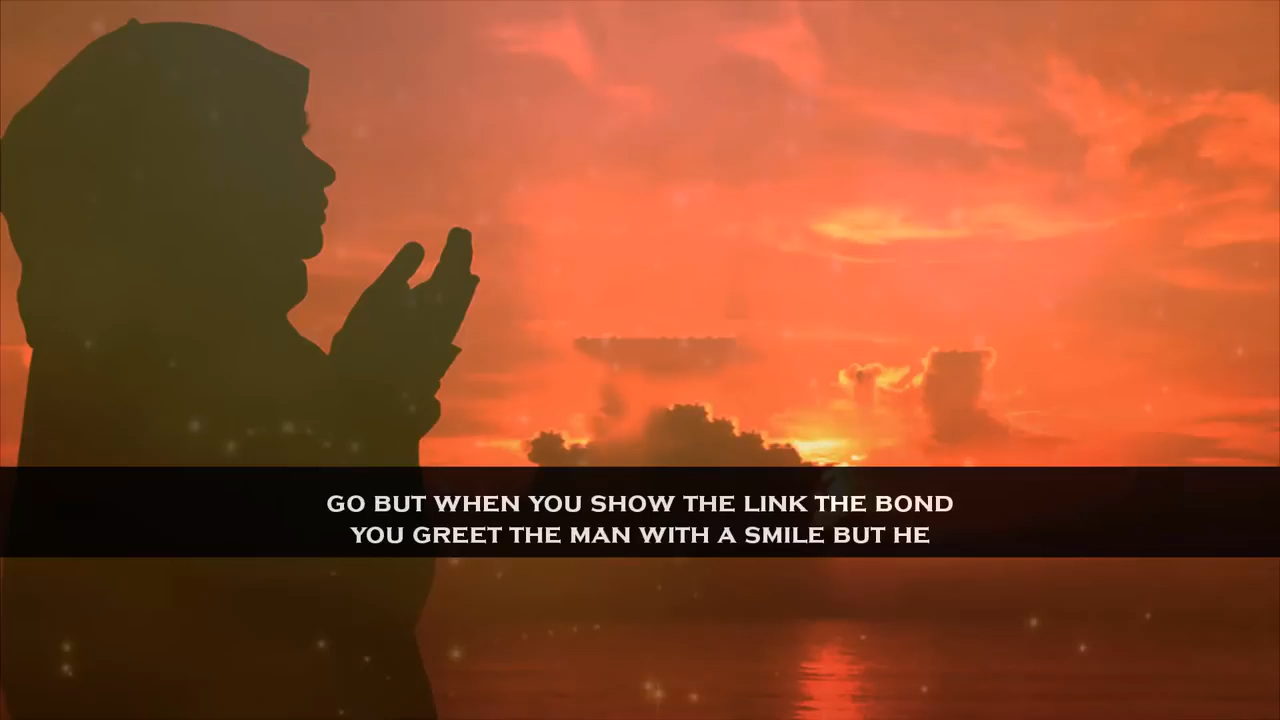 GO BUT WHEN YOU SHOW THE LINK THE BOND
YOU GREET THE MAN WITH A SMILE BUT HE